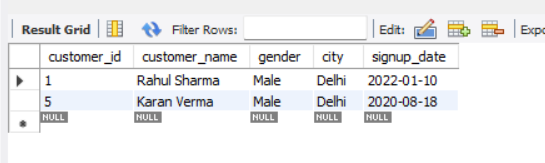 Result Grid Filter Rows: Edit: Expo
customer_id customer_name gender city signup_date
1 Rahul Sharma Male Delhi 2022-01-10
5 Karan Verma Male Delhi 2020-08-18
NULL NULL NULL NULL NULL